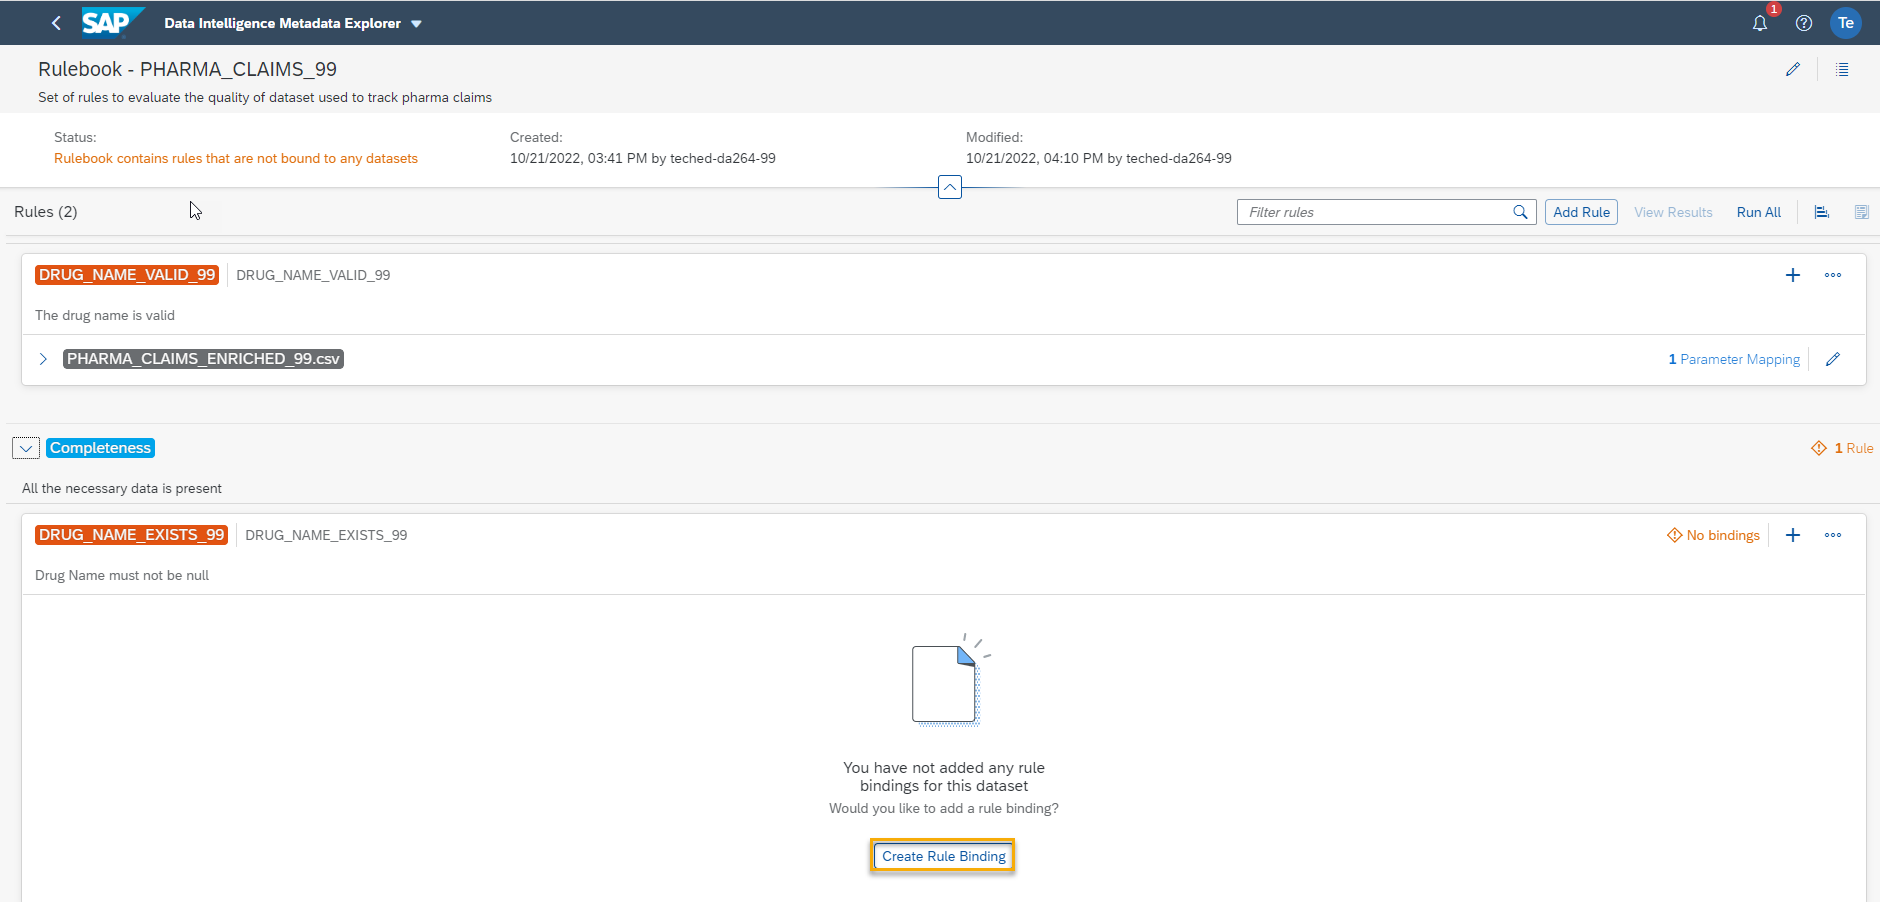 SAP Data Intelligence Metadata Explorer 1 Te
Rulebook - PHARMA_CLAIMS_99
Set of rules to evaluate the quality of dataset used to track pharma claims
Status: Created: Modified:
Rulebook contains rules that are not bound to any datasets 10/21/2022, 03:41 PM by teched-da264-99 10/21/2022, 04:10 PM by teched-da264-99
Rules (2) Filter rules Add Rule View Results Run All
DRUG_NAME_VALID_99 DRUG_NAME_VALID_99
The drug name is valid
PHARMA_CLAIMS_ENRICHED_99.csv 1 Parameter Mapping
Completeness 1 Rule
All the necessary data is present
DRUG_NAME_EXISTS_99 DRUG_NAME_EXISTS_99 No bindings
Drug Name must not be null
You have not added any rule
bindings for this dataset
Would you like to add a rule binding?
Create Rule Binding